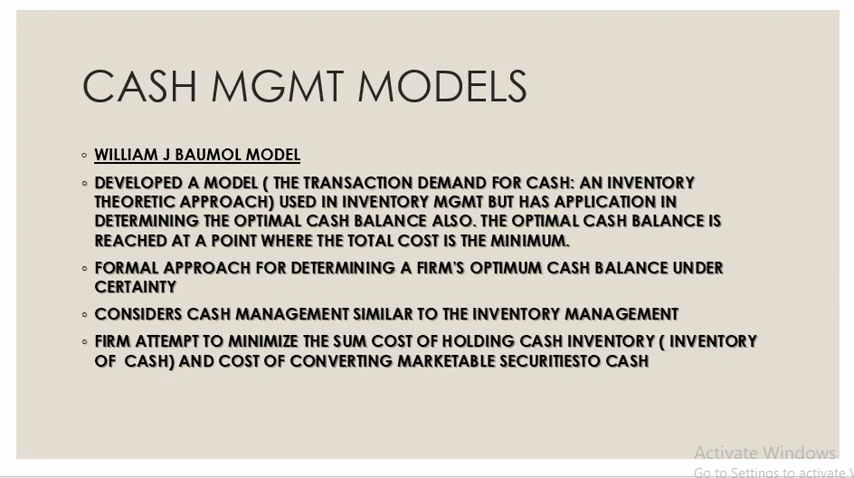 CASH MGMT MODELS
WILLIAM J BAUMOL MODEL
DEVELOPED A MODEL ( THE TRANSACTION DEMAND FOR CASH: AN INVENTORY
THEORETIC APPROACH) USED IN INVENTORY MGMT BUT HAS APPLICATION IN
DETERMINING THE OPTIMAL CASH BALANCE ALSO. THE OPTIMAL CASH BALANCE IS
REACHED AT A POINT WHERE THE TOTAL COST IS THE MINIMUM.
FORMAL APPROACH FOR DETERMINING A FIRM'S OPTIMUM CASH BALANCE UNDER
CERTAINTY
CONSIDERS CASH MANAGEMENT SIMILAR TO THE INVENTORY MANAGEMENT
FIRM ATTEMPT TO MINIMIZE THE SUM COST OF HOLDING CASH INVENTORY ( INVENTORY
OF CASH) AND COST OF CONVERTING MARKETABLE SECURITIESTO CASH
Activate Windows
Go to Settings to activate